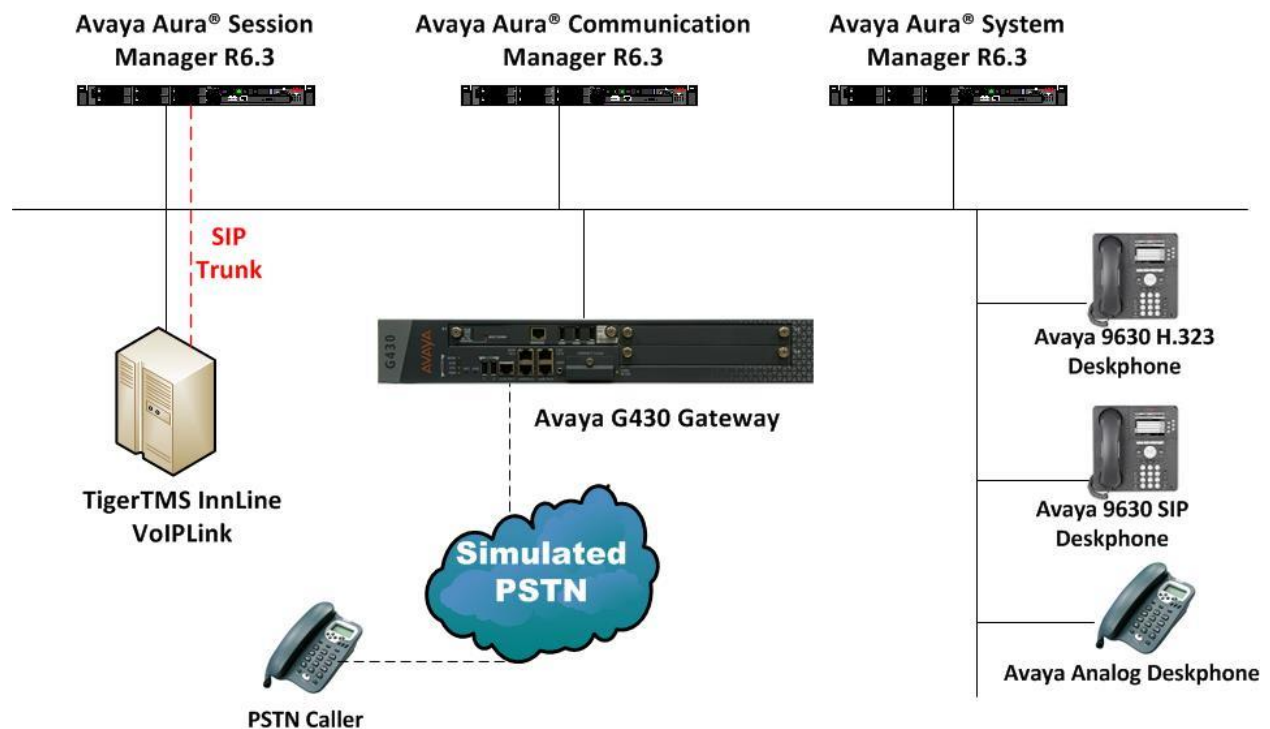 Avaya Aura® Session
Manager R6.3
Avaya Aura® Communication
Manager R6.3
Avaya Aura® System
Manager R6.3
SIP
Trunk
G430
AVAYA
Avaya G430 Gateway
Avaya 9630 H.323
Deskphone
TigerTMS InnLine
VoIPLink
Avaya 9630 SIP
Deskphone
Simulated
PSTN
Avaya Analog Deskphone
PSTN Caller